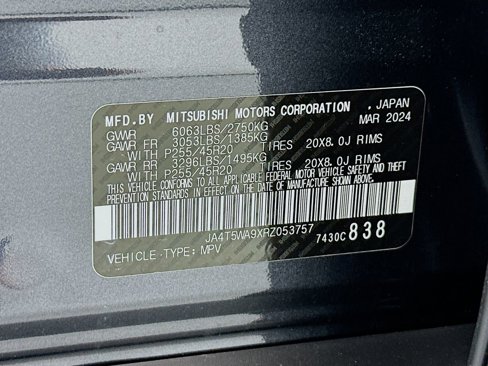 MFD.BY MITSUBISHI MOTORS CORPORATION , JAPAN
GVWR 6063LBS/2750KG MAR 2024
GAWR FR 3053LBS/1385KG
WITH P255/45R20 20X8.0J RIMS
GAWR RR 3296LBS/1495KG
WITH P255/45R20 20X8.0J RIMS
THIS VEHICLE CONFORMS TO ALL APPLICABLE FEDERAL MOTOR VEHICLE SAFETY AND THEFT
PREVENTION STANDARDS IN EFFECT ON THE DATE OF MANUFACTURE SHOWN ABOVE.
JA4T5WA9XRZ053757 7430C 838
VEHICLE-TYPE: MPV